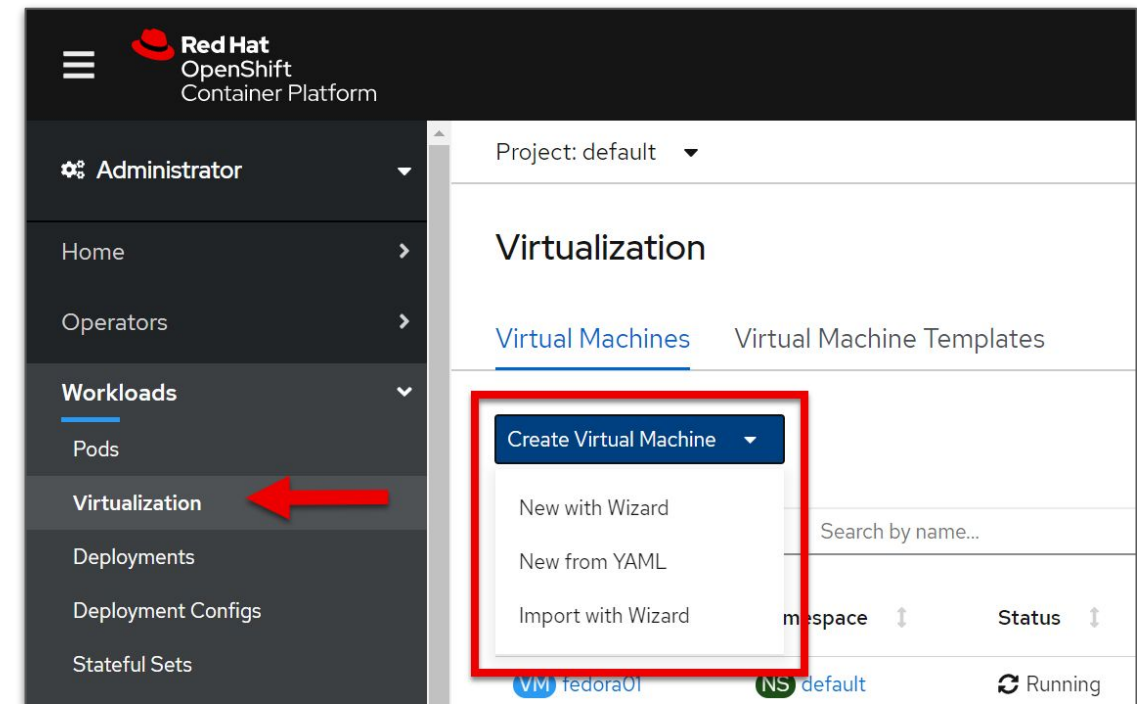 Red Hat
OpenShift
Container Platform
Administrator
Home
Operators
Workloads
Pods
Virtualization
Deployments
Deployment Configs
Stateful Sets
Project: default
Virtualization
Virtual Machines Virtual Machine Templates
Create Virtual Machine
New with Wizard
New from YAML
Import with Wizard
Search by name...
mespace Status
VM fedora01 NS default Running